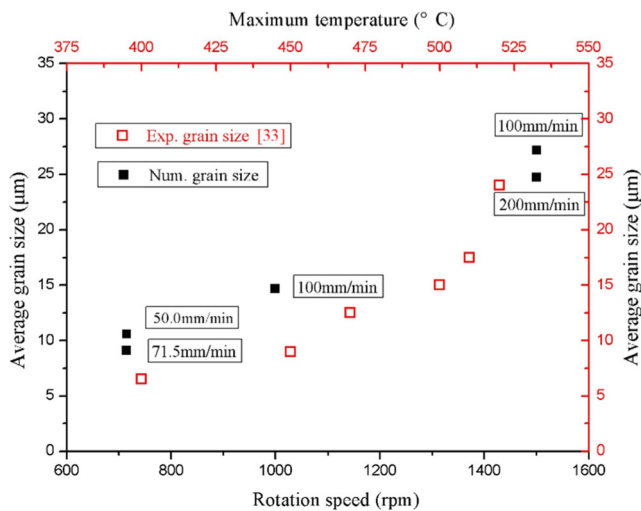 Maximum temperature (° C)
375 400 425 450 475 500 525 550
35 35
30 30
25 25
20 20
15 15
10 10
5 5
0 0
Average grain size (μm)
Average grain size (μm)
Exp. grain size [33]
Num. grain size
100mm/min
200mm/min
100mm/min
50.0mm/min
71.5mm/min
600 800 1000 1200 1400 1600
Rotation speed (rpm)